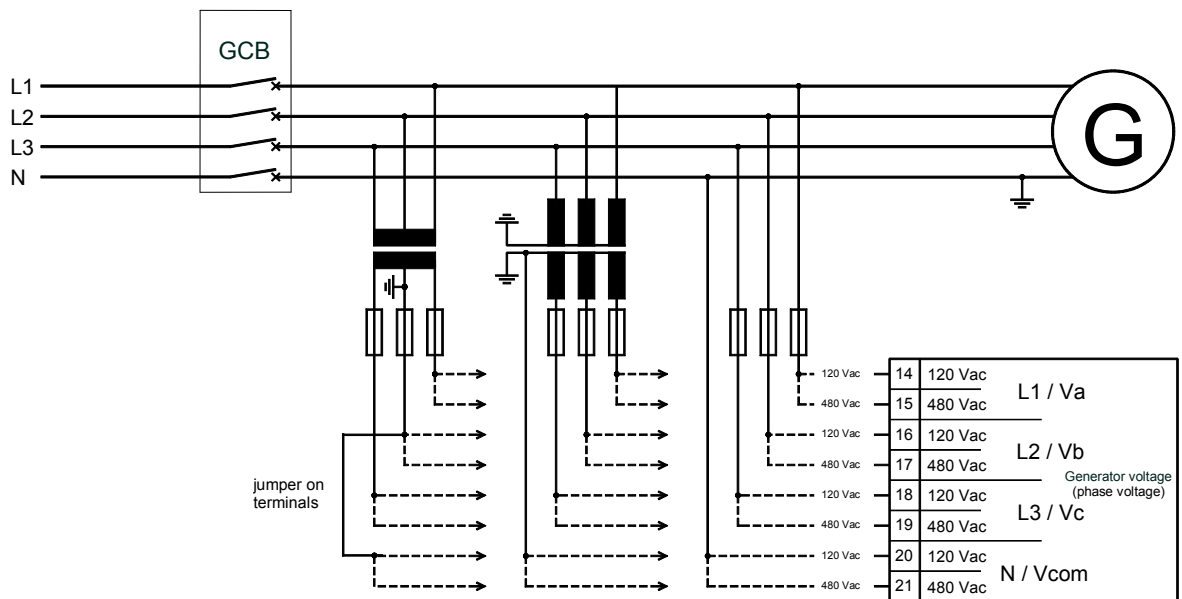 GCB
L1
L2
L3
N
G
120 Vac 14 120 Vac L1 / Va
480 Vac 15 480 Vac
120 Vac 16 120 Vac L2 / Vb
480 Vac 17 480 Vac
Generator voltage
(phase voltage)
jumper on
terminals
120 Vac 18 120 Vac L3 / Vc
480 Vac 19 480 Vac
120 Vac 20 120 Vac N / Vcom
480 Vac 21 480 Vac